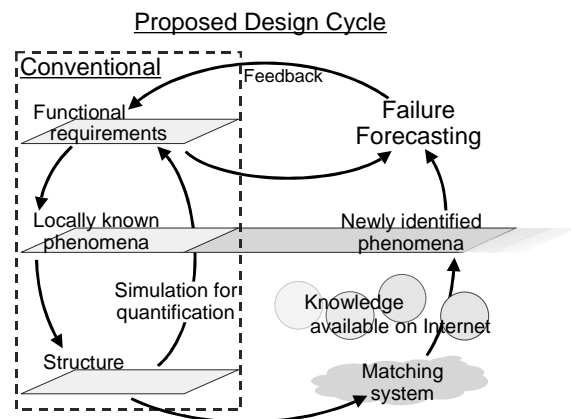 Proposed Design Cycle
Conventional
Feedback
Functional
requirements
Failure
Forecasting
Locally known
phenomena
Newly identified
phenomena
Simulation for
quantification
Knowledge
available on Internet
Structure
Matching
system